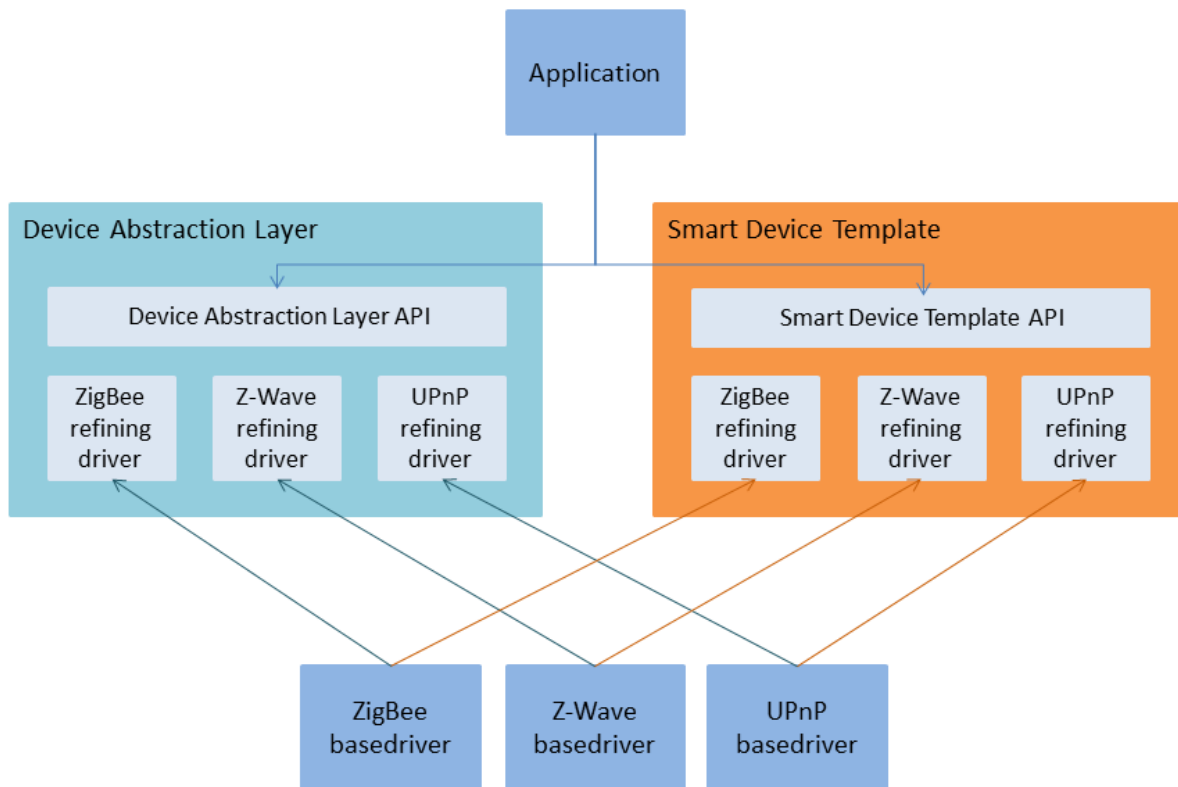 Application
Device Abstraction Layer
Device Abstraction Layer API
ZigBee
refining
driver
Z-Wave
refining
driver
UPnP
refining
driver
Smart Device Template
Smart Device Template API
ZigBee
refining
driver
Z-Wave
refining
driver
UPnP
refining
driver
ZigBee
basedriver
Z-Wave
basedriver
UPnP
basedriver